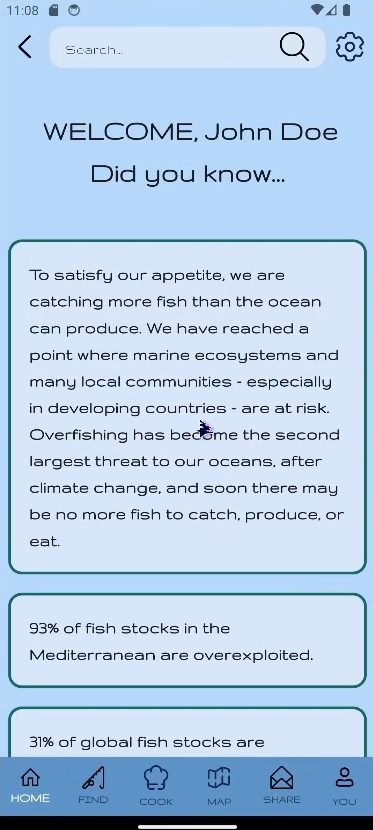 11:08
Search...
WELCOME, John Doe
Did you know...
To satisfy our appetite, we are
catching more fish than the ocean
can produce. We have reached a
point where marine ecosystems and
many local communities - especially
in developing countries - are at risk.
Overfishing has become the second
largest threat to our oceans, after
climate change, and soon there may
be no more fish to catch, produce, or
eat.
93% of fish stocks in the
Mediterranean are overexploited.
31% of global fish stocks are
HOME FIND COOK MAP SHARE YOU